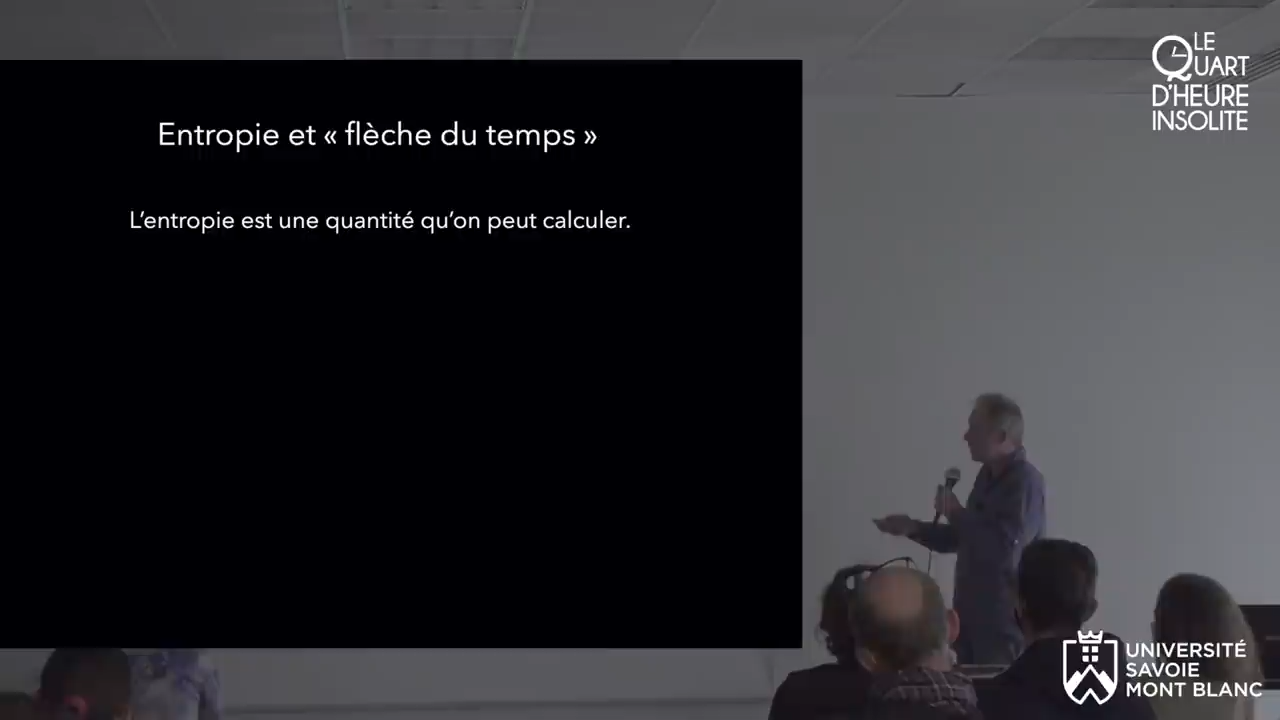 Entropie et « flèche du temps »
L'entropie est une quantité qu'on peut calculer.
LE
QUART
D'HEURE
INSOLITE
UNIVERSITÉ
SAVOIE
MONT BLANC